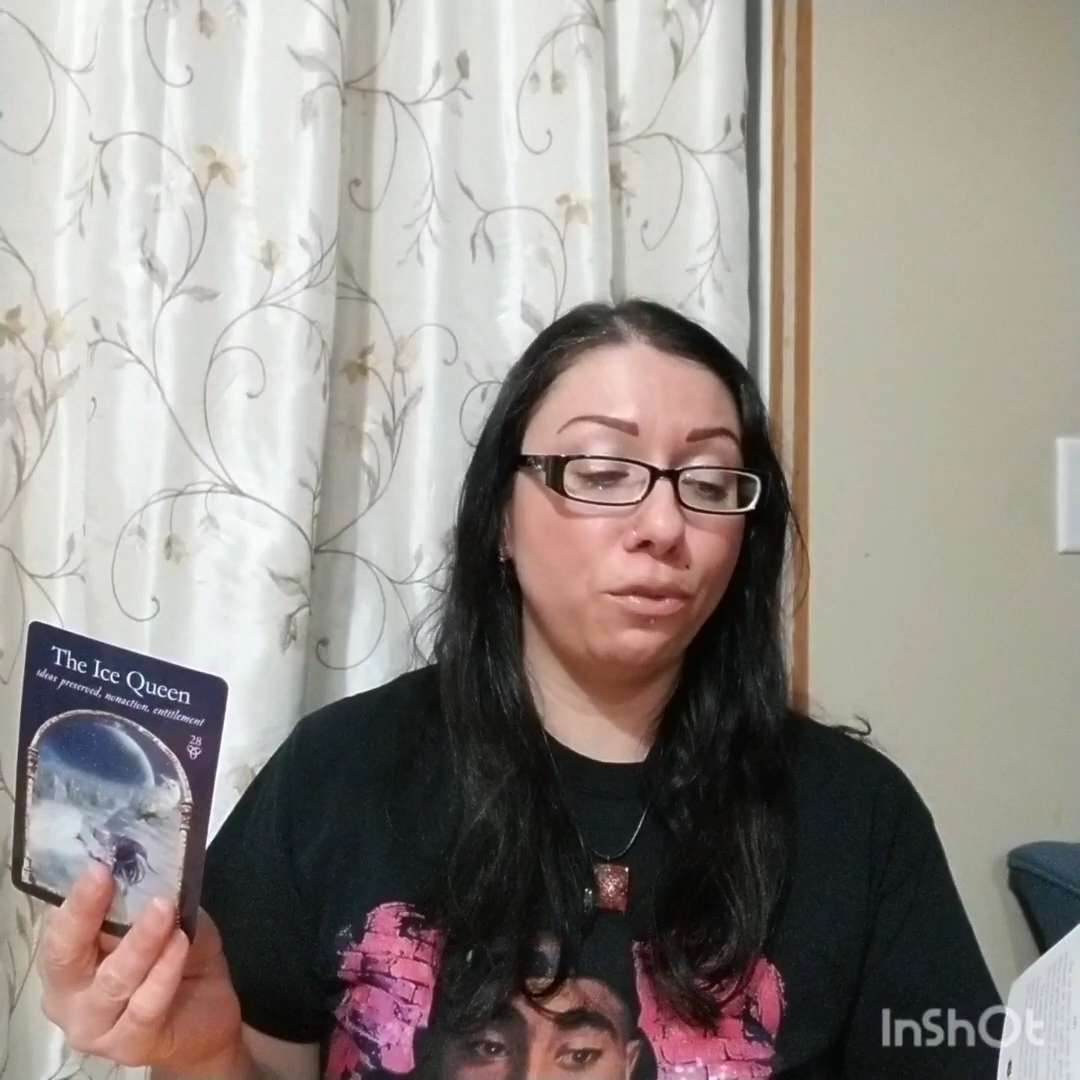 The Ice Queen
ideas preserved, nonaction, entitlement
28
InShOt